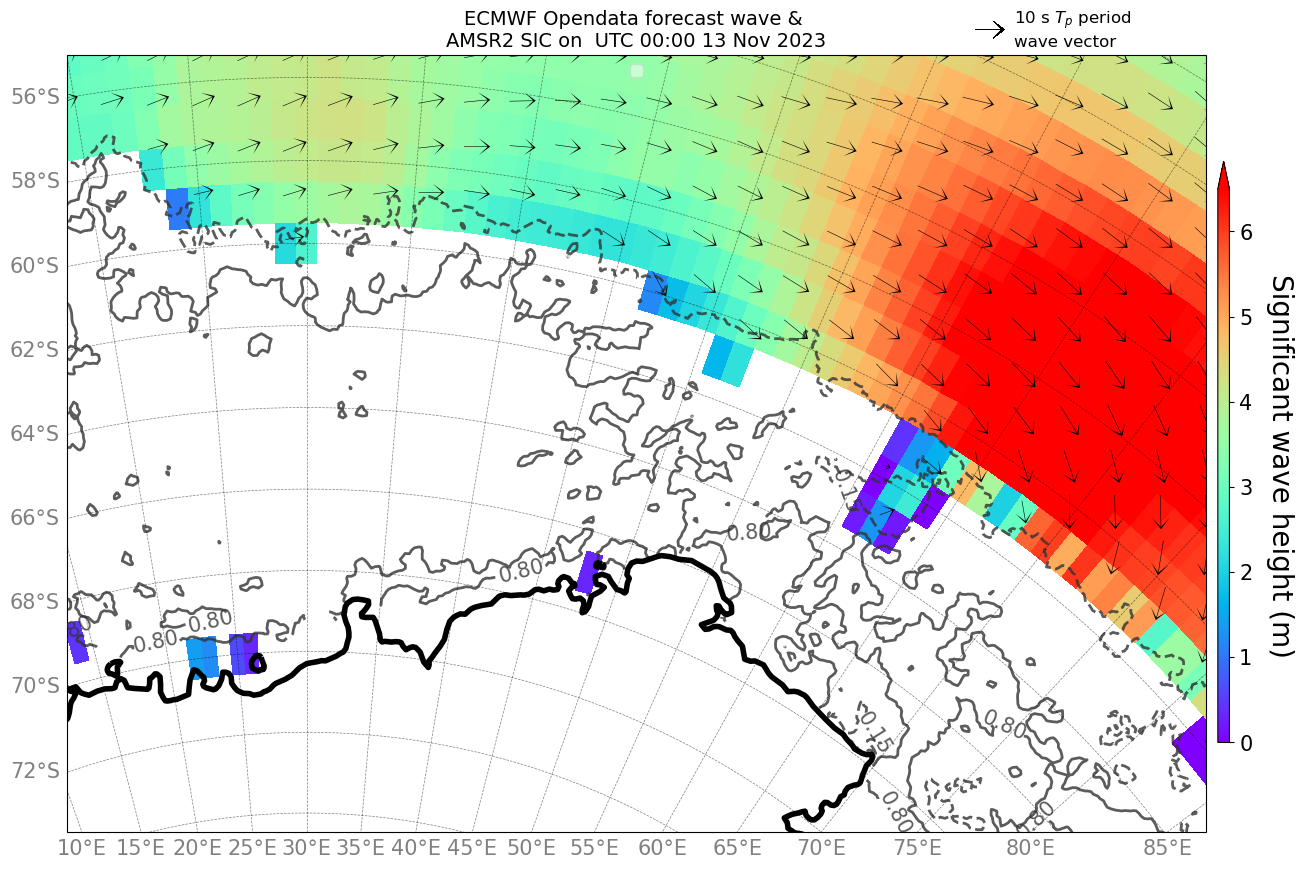 ECMWF Opendata forecast wave &
AMSR2 SIC on  UTC 00:00 13 Nov 2023
10 s Tp period
wave vector
56°S
58°S
60°S
62°S
64°S
66°S
68°S
70°S
72°S
0.15
0.80
0.80
0.80
0.80
80
0.80
0.15
0.80
0.80
10°E 15°E 20°E 25°E 30°E 35°E 40°E 45°E 50°E 55°E 60°E 65°E 70°E 75°E 80°E 85°E
6
5
4
3
2
1
0
Significant wave height (m)